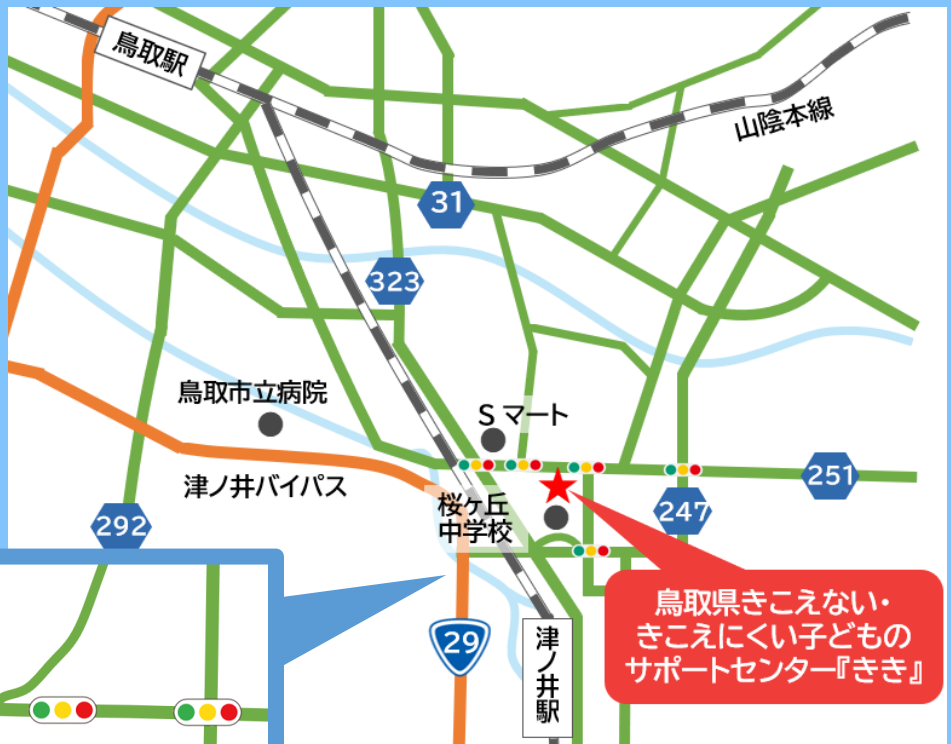 鳥取駅
山陰本線
31
323
鳥取市立病院
S マート
津ノ井バイパス
251
桜ヶ丘
中学校
247
292
鳥取県きこえない・
きこえにくい子どもの
サポートセンター『きき』
29
津ノ井駅